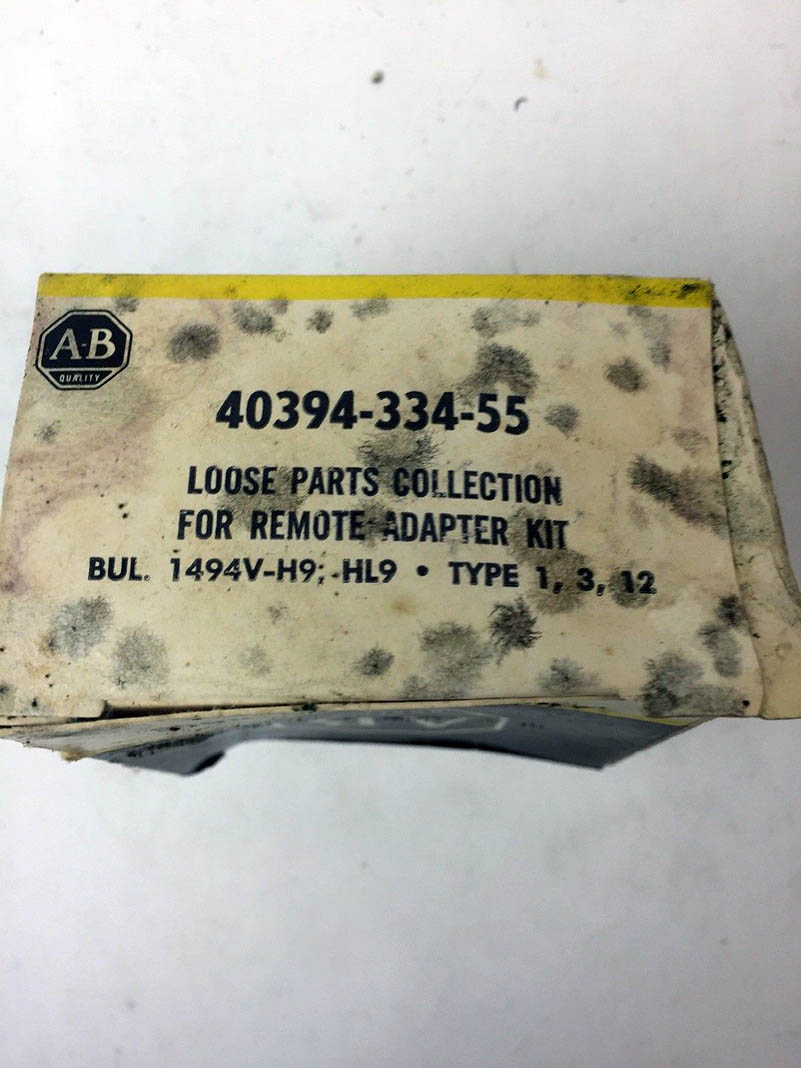 A-B
QUALITY
40394-334-55
LOOSE PARTS COLLECTION
FOR REMOTE ADAPTER KIT
BUL. 1494V-H9; HL9 • TYPE 1, 3, 12